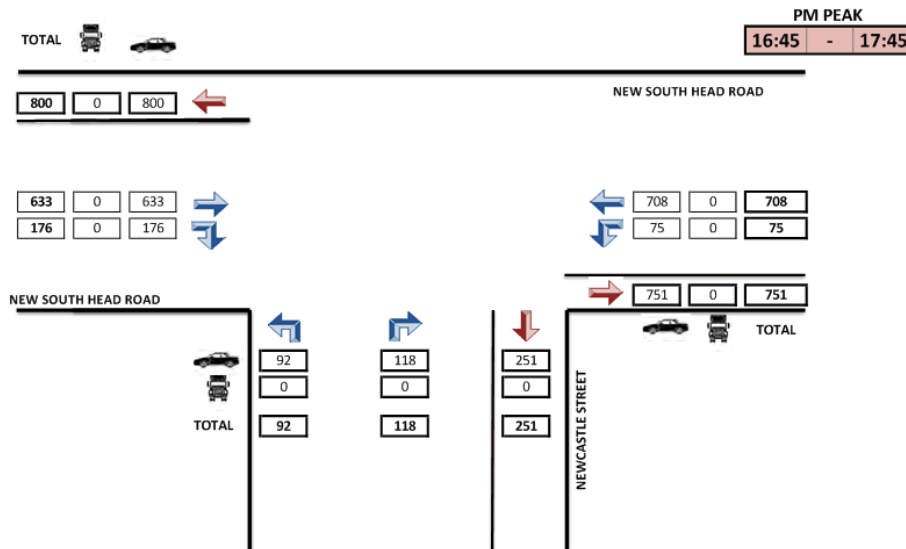 PM PEAK
TOTAL
16:45 - 17:45
NEW SOUTH HEAD ROAD
800 0 800
633 0 633
708 0 708
176 0 176
75 0 75
751 0 751
NEW SOUTH HEAD ROAD
TOTAL
92 118 251
0 0 0
TOTAL 92 118 251
NEWCASTLE STREET